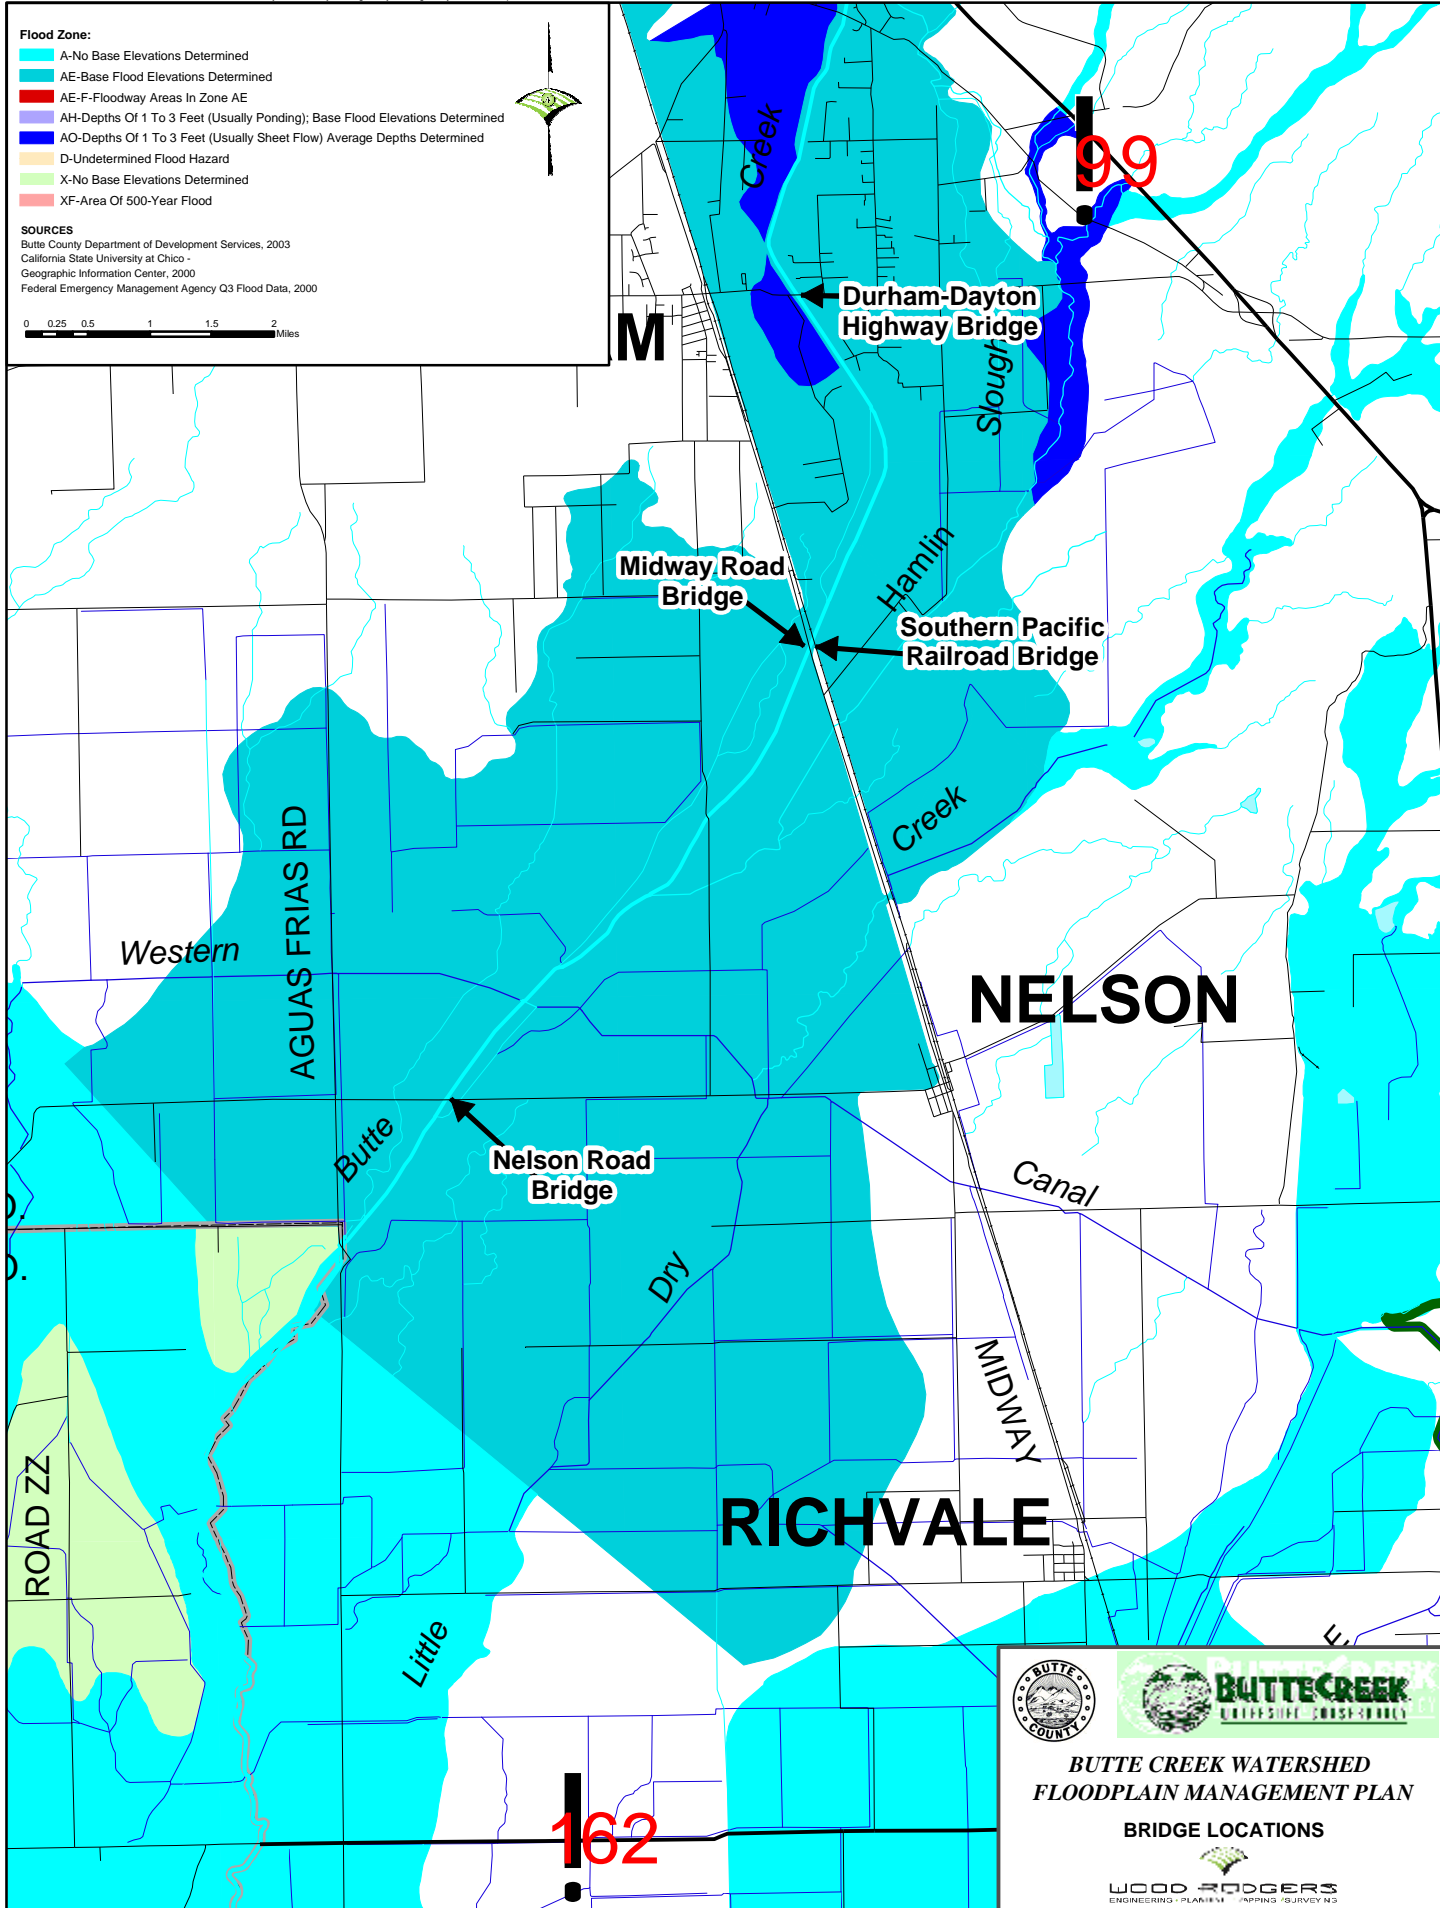 Flood Zone:
A-No Base Elevations Determined
AE-Base Flood Elevations Determined
AE-F-Floodway Areas In Zone AE
AH-Depths Of 1 To 3 Feet (Usually Ponding); Base Flood Elevations Determined
AO-Depths Of 1 To 3 Feet (Usually Sheet Flow) Average Depths Determined
D-Undetermined Flood Hazard
X-No Base Elevations Determined
XF-Area Of 500-Year Flood
SOURCES
Butte County Department of Development Services, 2003
California State University at Chico -
Geographic Information Center, 2000
Federal Emergency Management Agency Q3 Flood Data, 2000
0 0.25 0.5 1 1.5 2
Miles
Creek
99
Durham-Dayton
Highway Bridge
M
Slough
Hamlin
Midway Road
Bridge
Southern Pacific
Railroad Bridge
Creek
AGUAS FRIAS RD
Western
NELSON
Butte
Nelson Road
Bridge
Canal
D.
D.
Dry
MIDWAY
ROAD ZZ
RICHVALE
Little
E
162
BUTTE
COUNTY
BUTTE CREEK
BUTTE CREEK WATERSHED
FLOODPLAIN MANAGEMENT PLAN
BRIDGE LOCATIONS
WOOD RODGERS